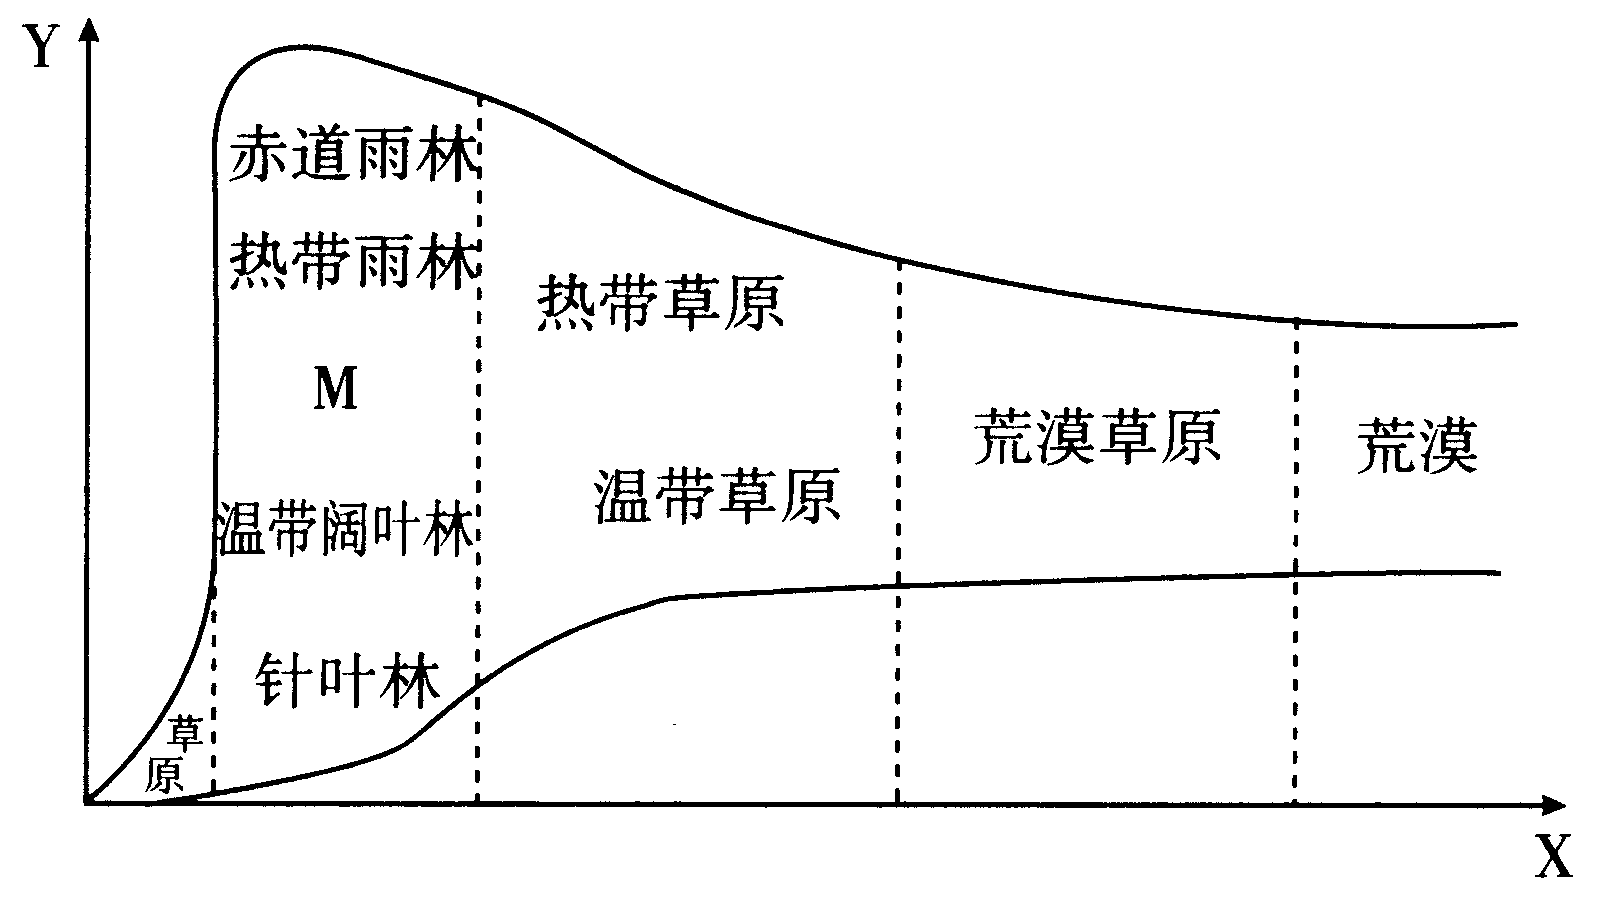 Y
赤道雨林
热带雨林
热带草原
M
荒漠草原
荒漠
温带草原
温带阔叶林
针叶林
草
原
X